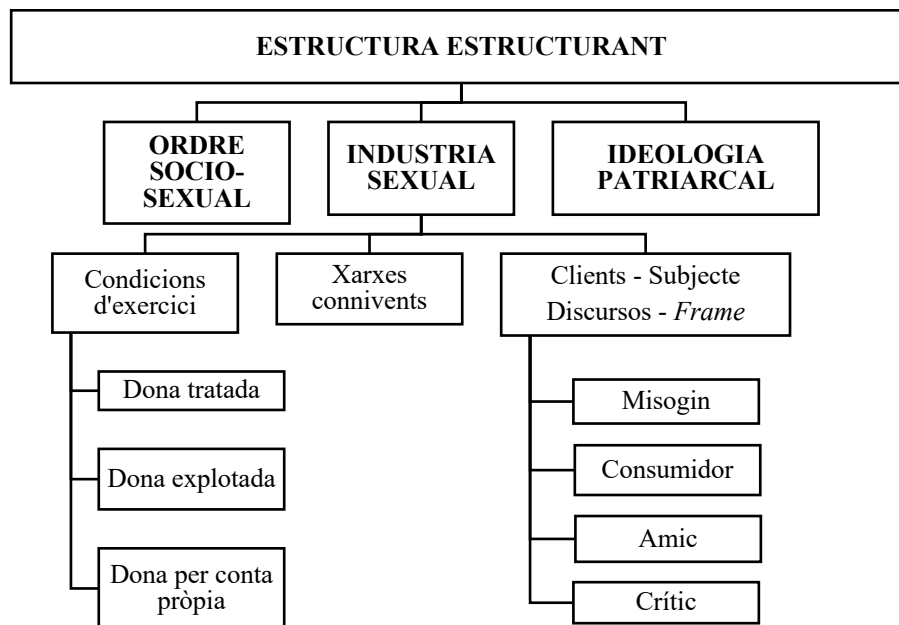 ESTRUCTURA ESTRUCTURANT
ORDRE
SOCIO-
SEXUAL
INDUSTRIA
SEXUAL
IDEOLOGIA
PATRIARCAL
Condicions
d'exercici
Xarxes
connivents
Clients - Subjecte
Discursos - Frame
Dona tratada
Dona explotada
Dona per conta
pròpia
Misogin
Consumidor
Amic
Crític